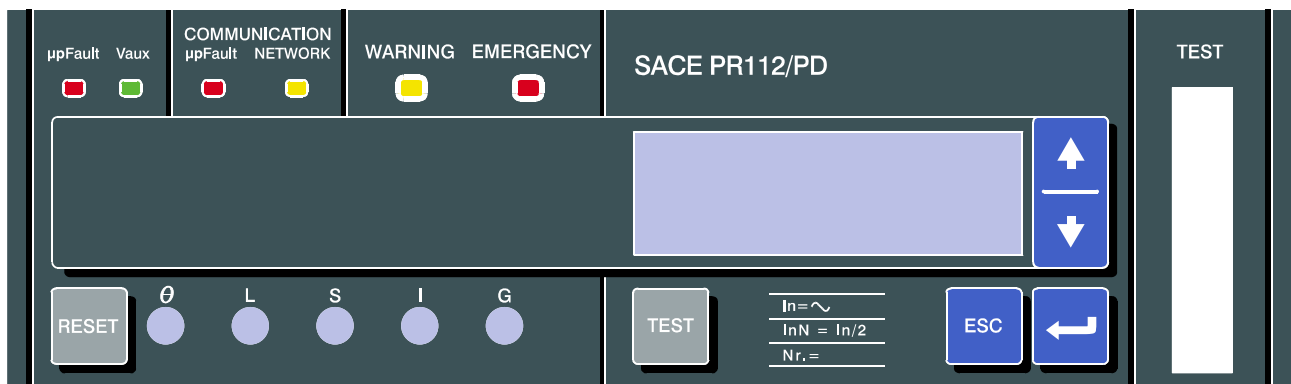 COMMUNICATION
µpFault Vaux
µpFault NETWORK
WARNING EMERGENCY
SACE PR112/PD
TEST
θ L S I G
RESET
TEST
In=∿
InN = In/2
Nr.=
ESC